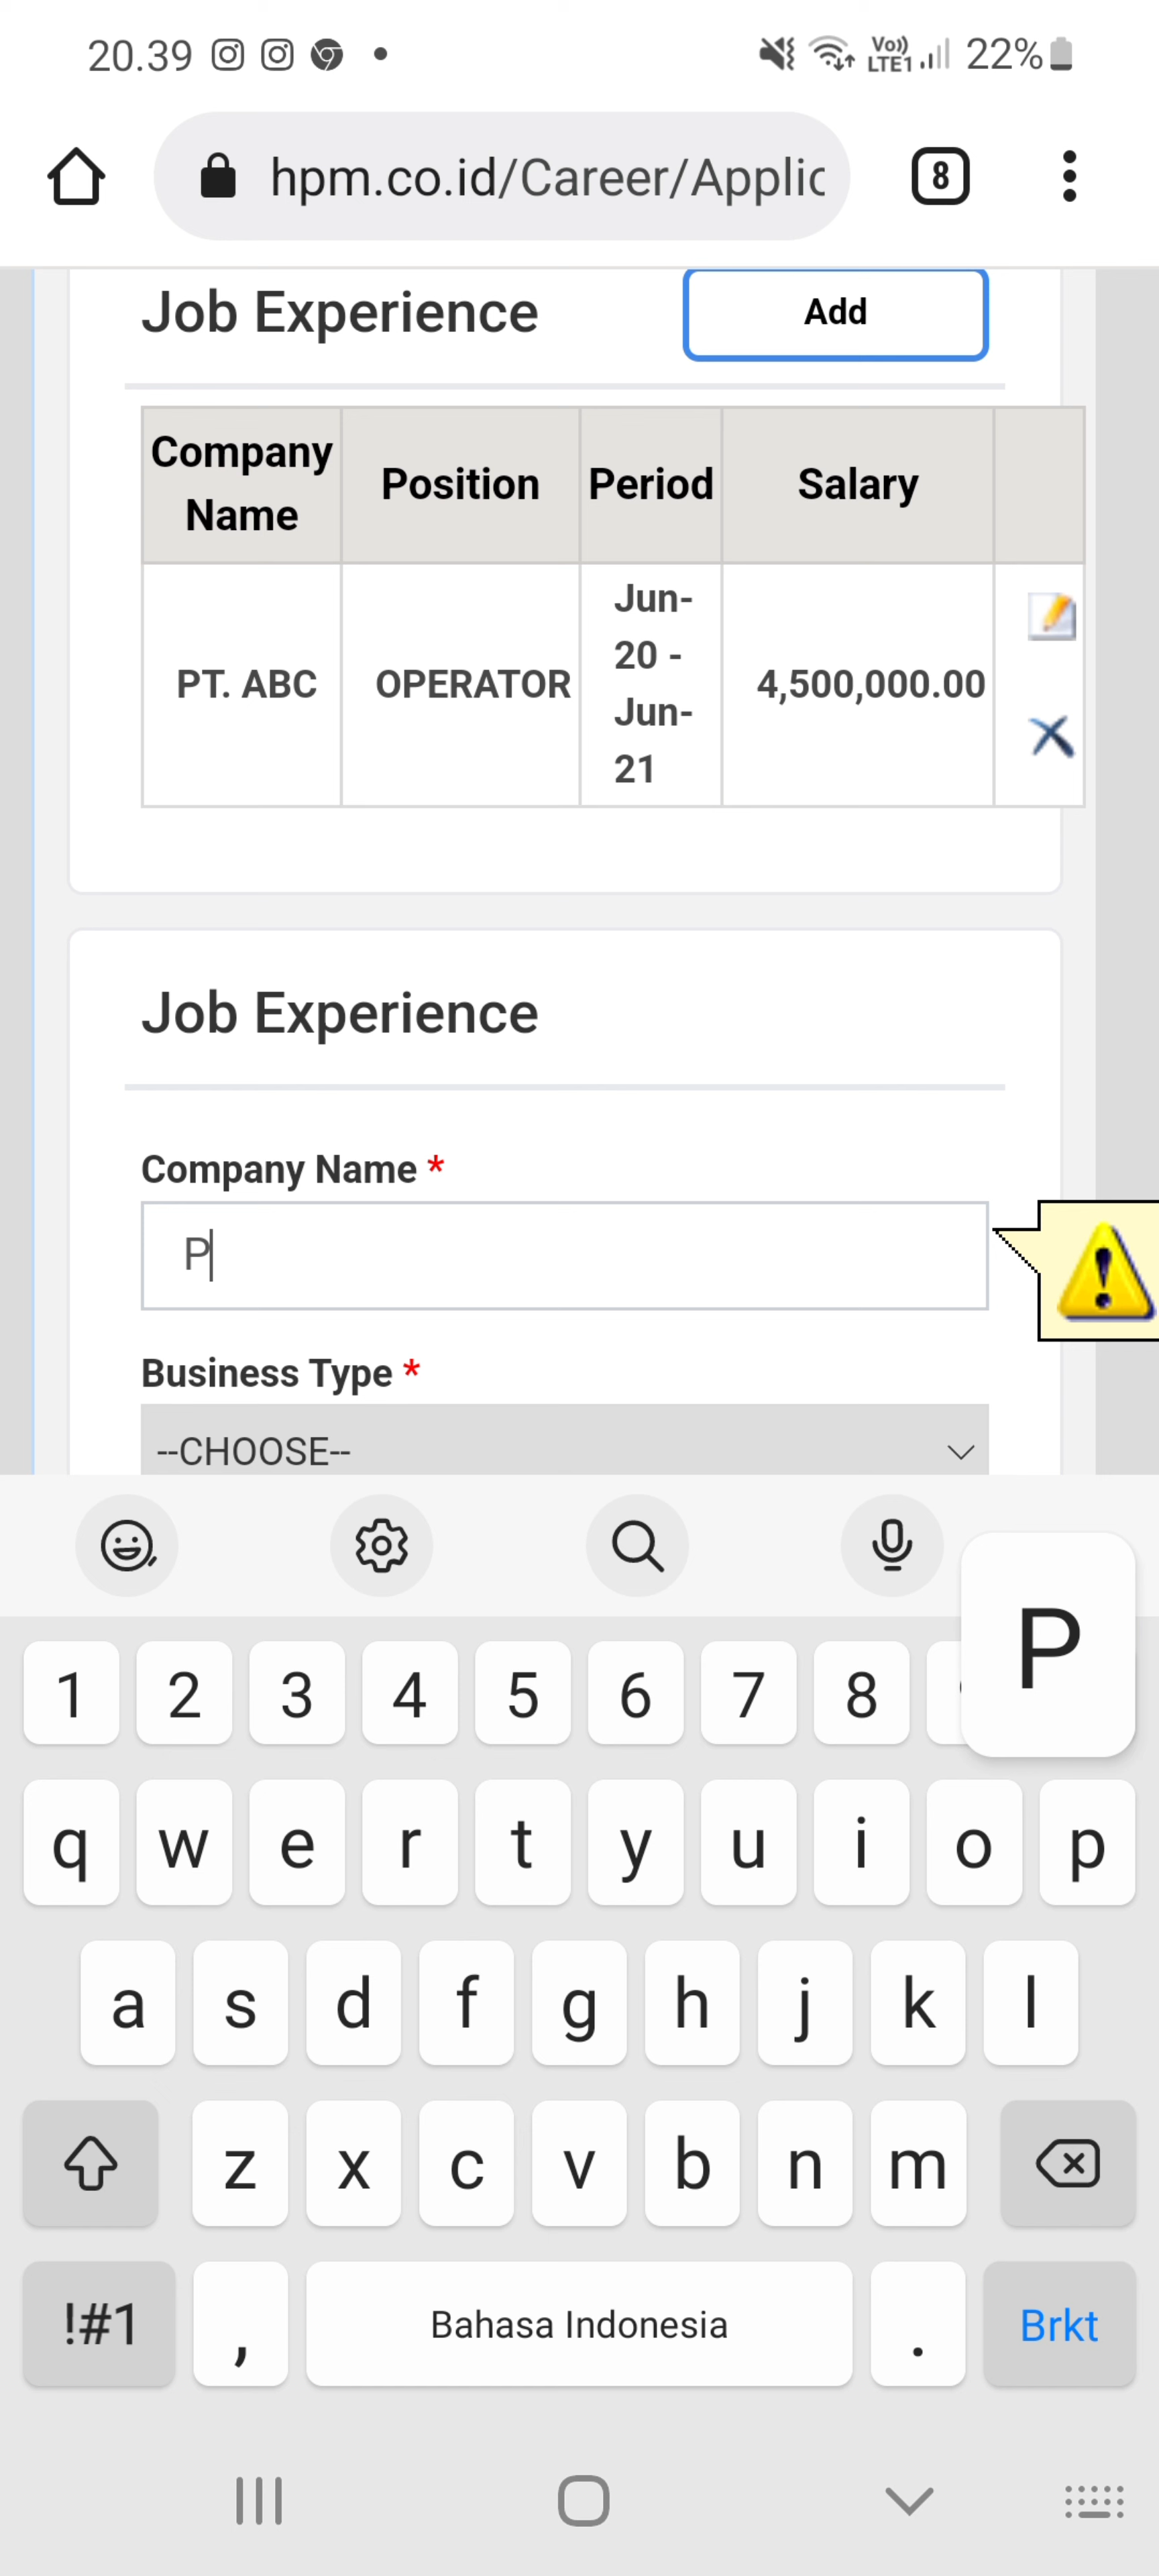 20.39
Vo)) LTE1 22%
hpm.co.id/Career/Applic
8
Job Experience
Add
Company Name
Position
Period
Salary
PT. ABC
OPERATOR
Jun-
20 -
Jun-
21
4,500,000.00
Job Experience
Company Name *
P
Business Type *
--CHOOSE--
P
1 2 3 4 5 6 7 8
q w e r t y u i o p
a s d f g h j k l
z x c v b n m
!#1 , Bahasa Indonesia . Brkt